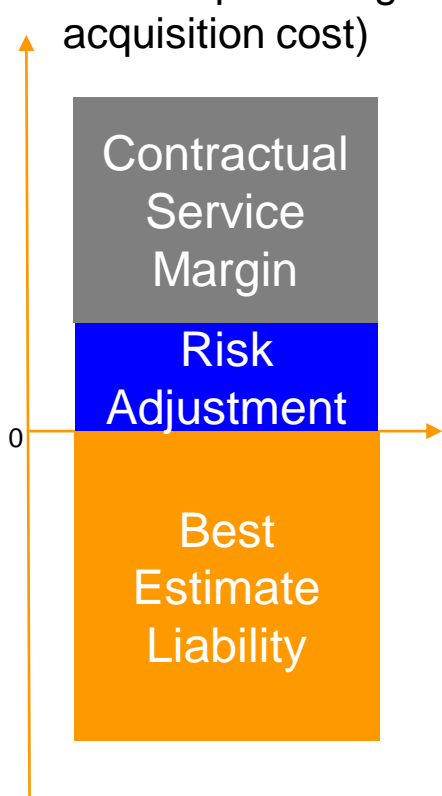 acquisition cost)
Contractual
Service
Margin
Risk
Adjustment
0
Best
Estimate
Liability